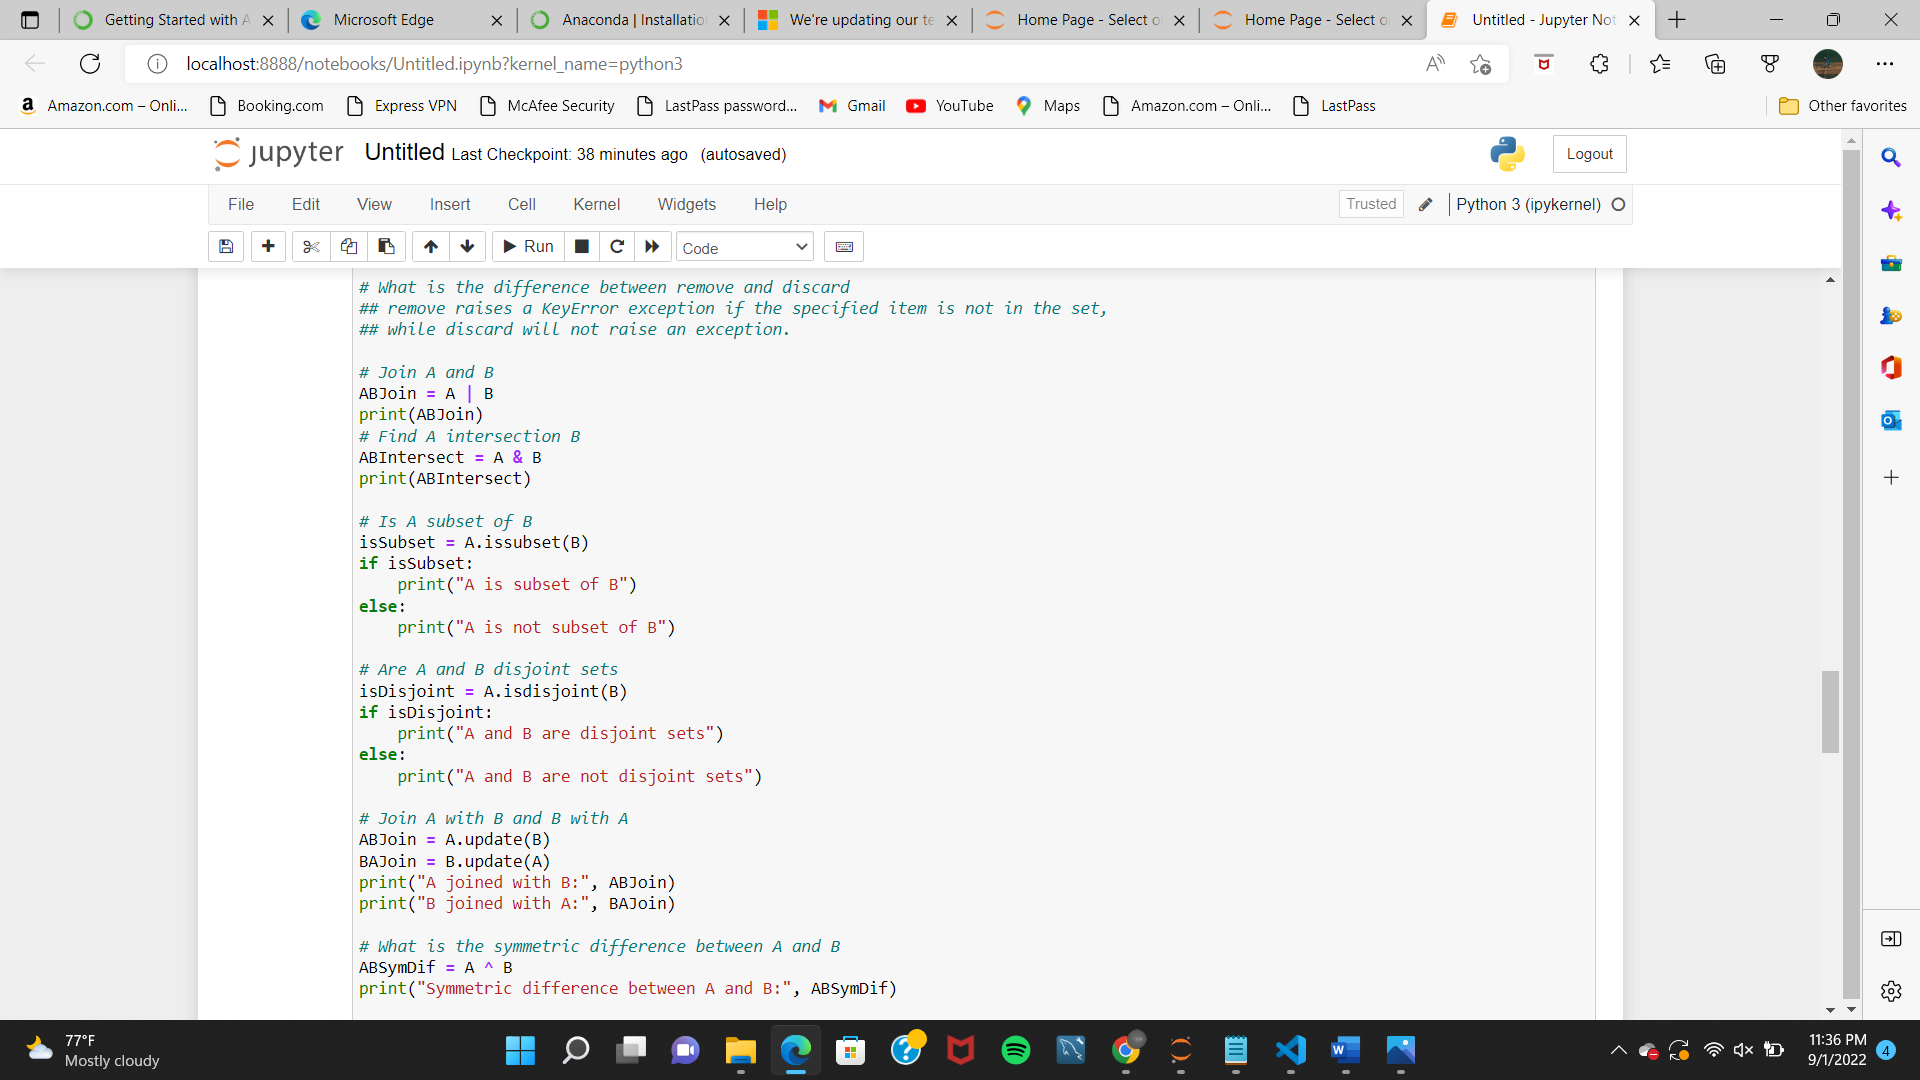 Getting Started with A
Microsoft Edge
Anaconda | Installatio
We're updating our te
Home Page - Select o
Home Page - Select o
Untitled - Jupyter Not
localhost:8888/notebooks/Untitled.ipynb?kernel_name=python3
Amazon.com – Onli...
Booking.com
Express VPN
McAfee Security
LastPass password...
Gmail
YouTube
Maps
Amazon.com – Onli...
LastPass
Other favorites
jupyter Untitled Last Checkpoint: 38 minutes ago (autosaved)
Logout
File Edit View Insert Cell Kernel Widgets Help
Trusted
Python 3 (ipykernel)
Run
Code
# What is the difference between remove and discard
## remove raises a KeyError exception if the specified item is not in the set,
## while discard will not raise an exception.
# Join A and B
ABJoin = A | B
print(ABJoin)
# Find A intersection B
ABIntersect = A & B
print(ABIntersect)
# Is A subset of B
isSubset = A.issubset(B)
if isSubset:
    print("A is subset of B")
else:
    print("A is not subset of B")
# Are A and B disjoint sets
isDisjoint = A.isdisjoint(B)
if isDisjoint:
    print("A and B are disjoint sets")
else:
    print("A and B are not disjoint sets")
# Join A with B and B with A
ABJoin = A.update(B)
BAJoin = B.update(A)
print("A joined with B:", ABJoin)
print("B joined with A:", BAJoin)
# What is the symmetric difference between A and B
ABSymDif = A ^ B
print("Symmetric difference between A and B:", ABSymDif)
77°F
Mostly cloudy
11:36 PM
9/1/2022
4